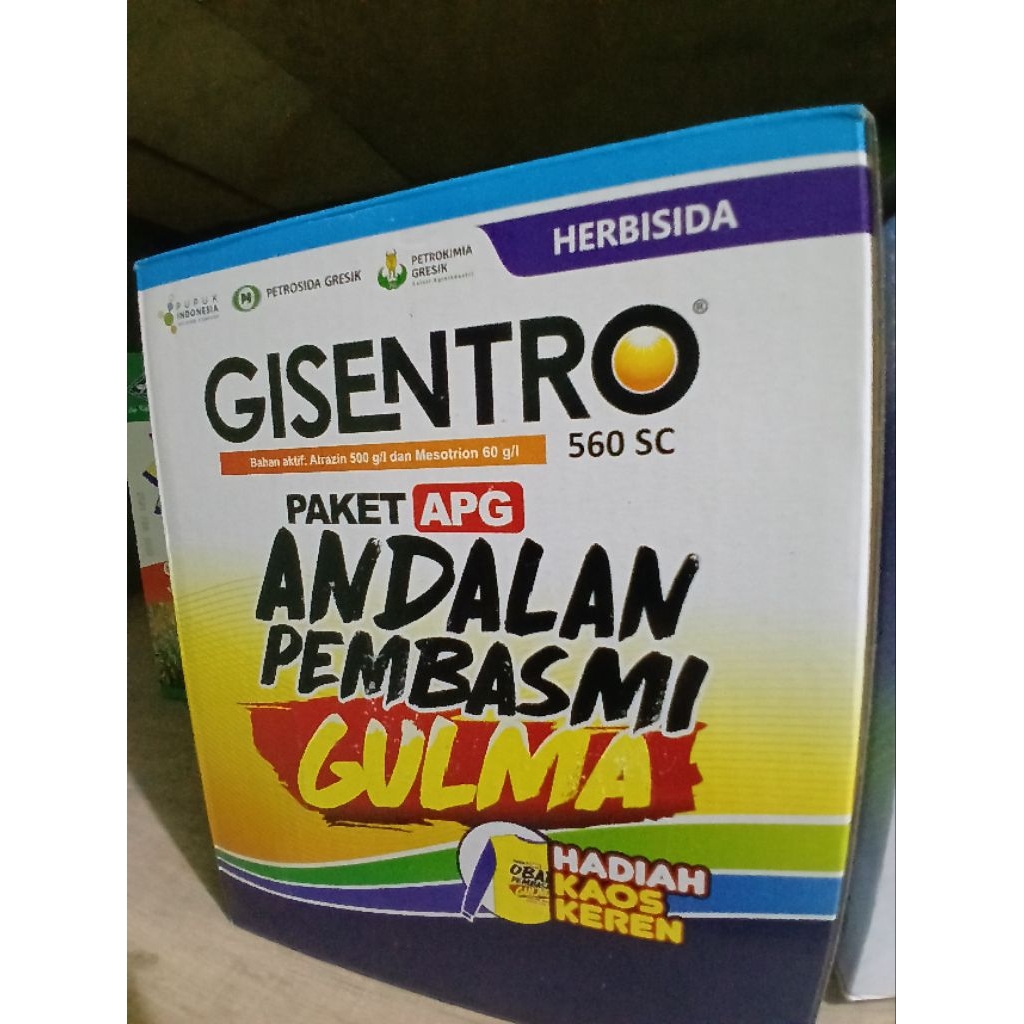 HERBISIDA
PUPUK
INDONESIA
PETROSIDA GRESIK
PETROKIMIA
GRESIK
GISENTRO®
560 SC
Bahan aktif: Atrazin 500 g/l dan Mesotrion 60 g/l
PAKET APG
ANDALAN
PEMBASMI
GULMA
HADIAH
KAOS
KEREN